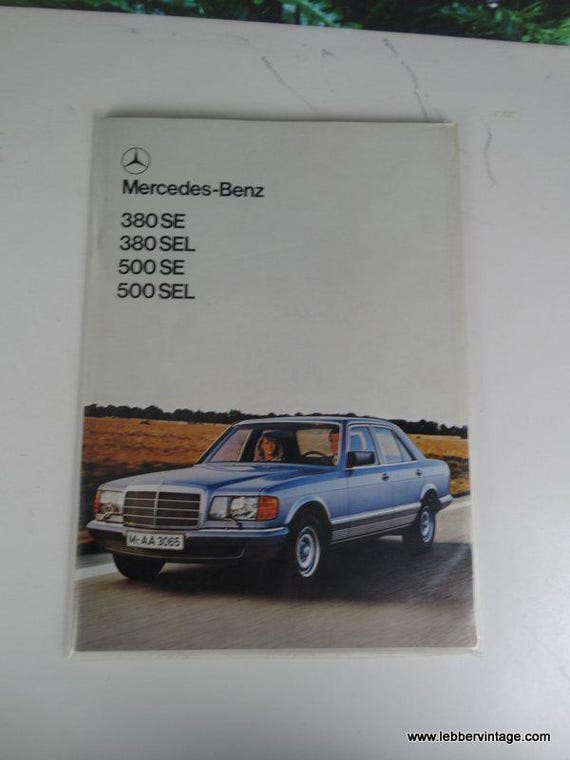 Mercedes-Benz
380 SE
380 SEL
500 SE
500 SEL
M-AA 3065
www.lebbervintage.com